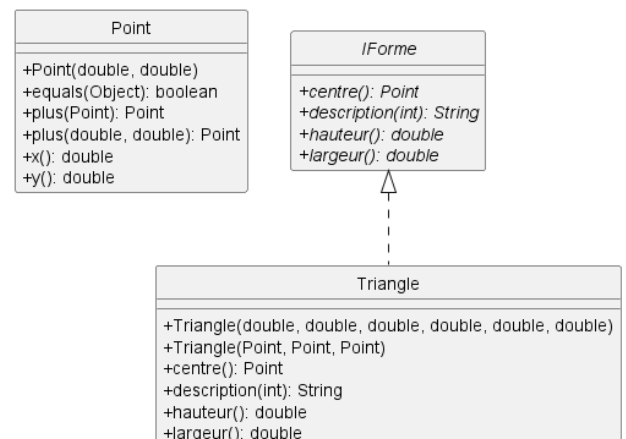 Point
+Point(double, double)
+equals(Object): boolean
+plus(Point): Point
+plus(double, double): Point
+x(): double
+y(): double
IForme
+centre(): Point
+description(int): String
+hauteur(): double
+largeur(): double
Triangle
+Triangle(double, double, double, double, double, double)
+Triangle(Point, Point, Point)
+centre(): Point
+description(int): String
+hauteur(): double
+largeur(): double